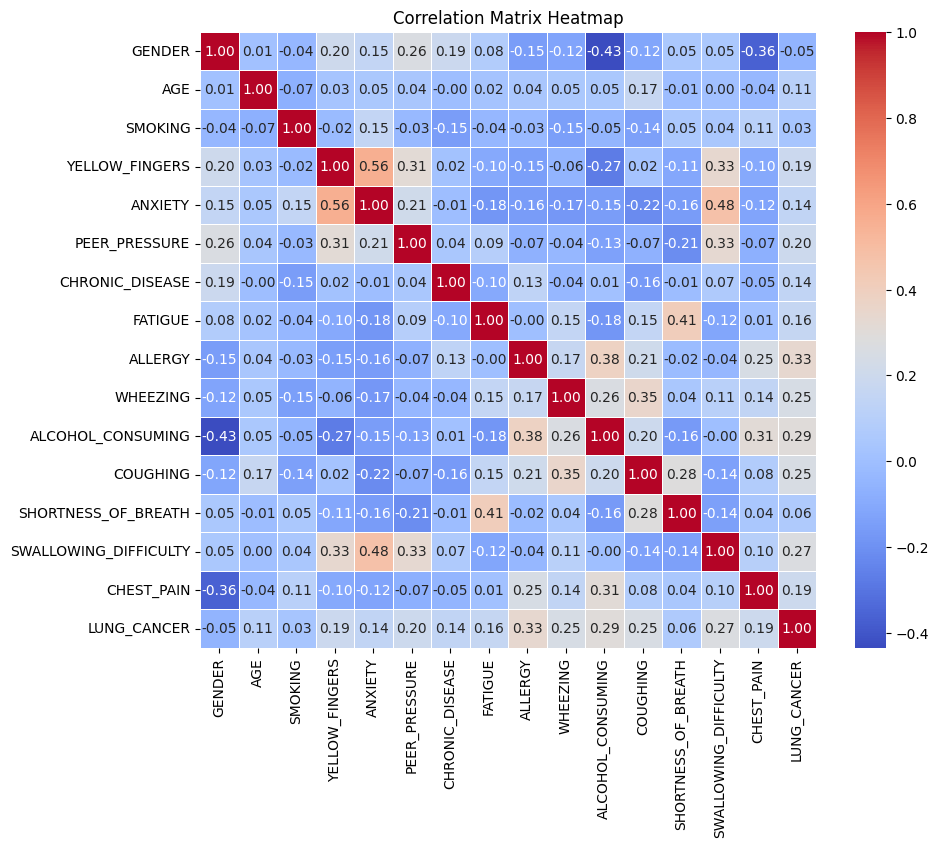 Correlation Matrix Heatmap
GENDER 1.00 0.01 -0.04 0.20 0.15 0.26 0.19 0.08 -0.15 -0.12 -0.43 -0.12 0.05 0.05 -0.36 -0.05
AGE 0.01 1.00 -0.07 0.03 0.05 0.04 -0.00 0.02 0.04 0.05 0.05 0.17 -0.01 0.00 -0.04 0.11
SMOKING -0.04 -0.07 1.00 -0.02 0.15 -0.03 -0.15 -0.04 -0.03 -0.15 -0.05 -0.14 0.05 0.04 0.11 0.03
YELLOW_FINGERS 0.20 0.03 -0.02 1.00 0.56 0.31 0.02 -0.10 -0.15 -0.06 -0.27 0.02 -0.11 0.33 -0.10 0.19
ANXIETY 0.15 0.05 0.15 0.56 1.00 0.21 -0.01 -0.18 -0.16 -0.17 -0.15 -0.22 -0.16 0.48 -0.12 0.14
PEER_PRESSURE 0.26 0.04 -0.03 0.31 0.21 1.00 0.04 0.09 -0.07 -0.04 -0.13 -0.07 -0.21 0.33 -0.07 0.20
CHRONIC_DISEASE 0.19 -0.00 -0.15 0.02 -0.01 0.04 1.00 -0.10 0.13 -0.04 0.01 -0.16 -0.01 0.07 -0.05 0.14
FATIGUE 0.08 0.02 -0.04 -0.10 -0.18 0.09 -0.10 1.00 -0.00 0.15 -0.18 0.15 0.41 -0.12 0.01 0.16
ALLERGY -0.15 0.04 -0.03 -0.15 -0.16 -0.07 0.13 -0.00 1.00 0.17 0.38 0.21 -0.02 -0.04 0.25 0.33
WHEEZING -0.12 0.05 -0.15 -0.06 -0.17 -0.04 -0.04 0.15 0.17 1.00 0.26 0.35 0.04 0.11 0.14 0.25
ALCOHOL_CONSUMING -0.43 0.05 -0.05 -0.27 -0.15 -0.13 0.01 -0.18 0.38 0.26 1.00 0.20 -0.16 -0.00 0.31 0.29
COUGHING -0.12 0.17 -0.14 0.02 -0.22 -0.07 -0.16 0.15 0.21 0.35 0.20 1.00 0.28 -0.14 0.08 0.25
SHORTNESS_OF_BREATH 0.05 -0.01 0.05 -0.11 -0.16 -0.21 -0.01 0.41 -0.02 0.04 -0.16 0.28 1.00 -0.14 0.04 0.06
SWALLOWING_DIFFICULTY 0.05 0.00 0.04 0.33 0.48 0.33 0.07 -0.12 -0.04 0.11 -0.00 -0.14 -0.14 1.00 0.10 0.27
CHEST_PAIN -0.36 -0.04 0.11 -0.10 -0.12 -0.07 -0.05 0.01 0.25 0.14 0.31 0.08 0.04 0.10 1.00 0.19
LUNG_CANCER -0.05 0.11 0.03 0.19 0.14 0.20 0.14 0.16 0.33 0.25 0.29 0.25 0.06 0.27 0.19 1.00
GENDER
AGE
SMOKING
YELLOW_FINGERS
ANXIETY
PEER_PRESSURE
CHRONIC_DISEASE
FATIGUE
ALLERGY
WHEEZING
ALCOHOL_CONSUMING
COUGHING
SHORTNESS_OF_BREATH
SWALLOWING_DIFFICULTY
CHEST_PAIN
LUNG_CANCER
1.0
0.8
0.6
0.4
0.2
0.0
−0.2
−0.4